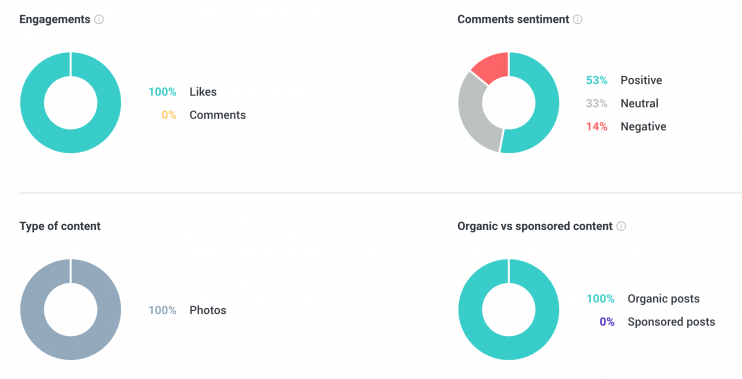 Engagements
100% Likes
0% Comments
Comments sentiment
53% Positive
33% Neutral
14% Negative
Type of content
100% Photos
Organic vs sponsored content
100% Organic posts
0% Sponsored posts